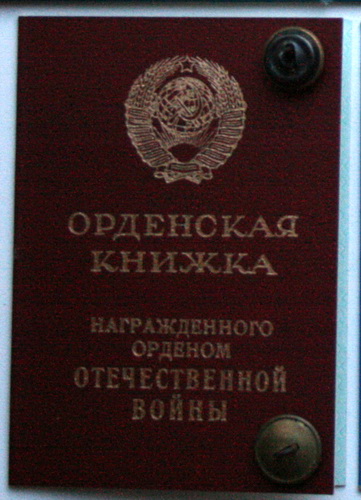 ОРДЕНСКАЯ
КНИЖКА
НАГРАЖДЕННОГО
ОРДЕНОМ
ОТЕЧЕСТВЕННОЙ
ВОЙНЫ